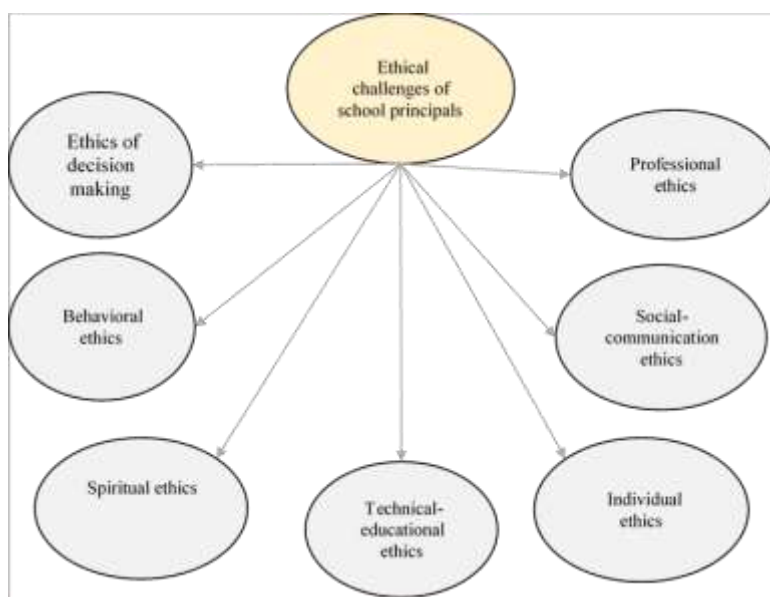 Ethical
challenges of
school principals
Ethics of
decision
making
Professional
ethics
Behavioral
ethics
Social-
communication
ethics
Spiritual ethics
Technical-
educational
ethics
Individual
ethics